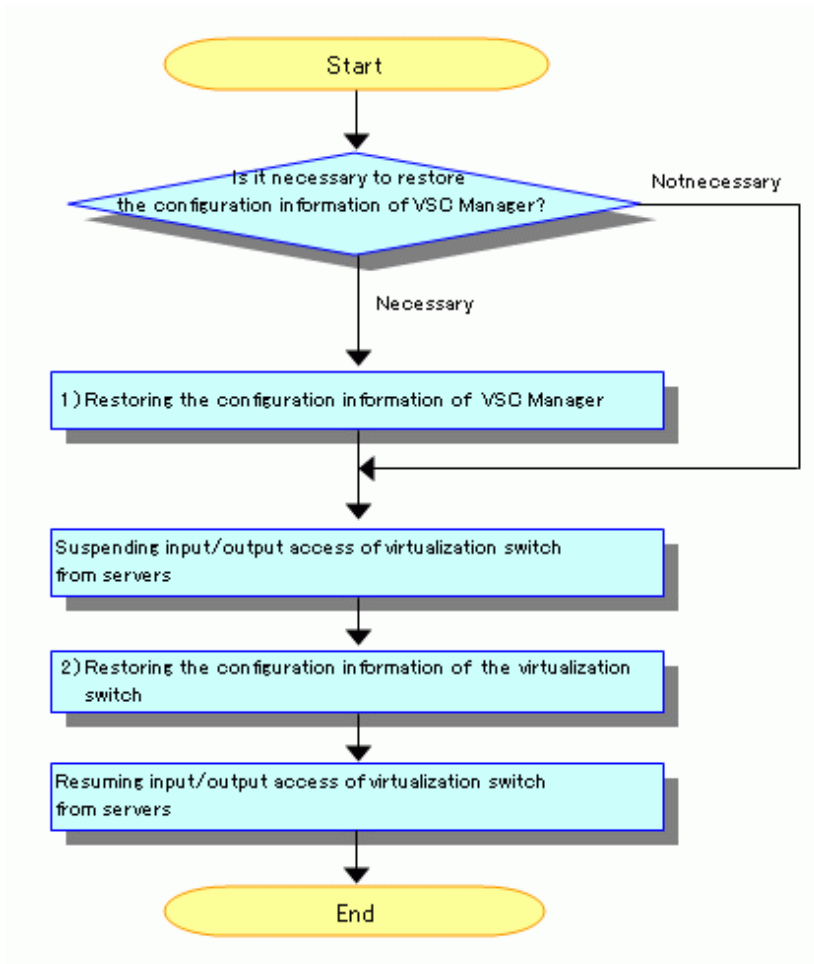 Start
Is it necessary to restore
the configuration information of VSC Manager?
Notnecessary
Necessary
1) Restoring the configuration information of VSC Manager
Suspending input/output access of virtualization switch
from servers
2) Restoring the configuration information of the virtualization
switch
Resuming input/output access of virtualization switch
from servers
End